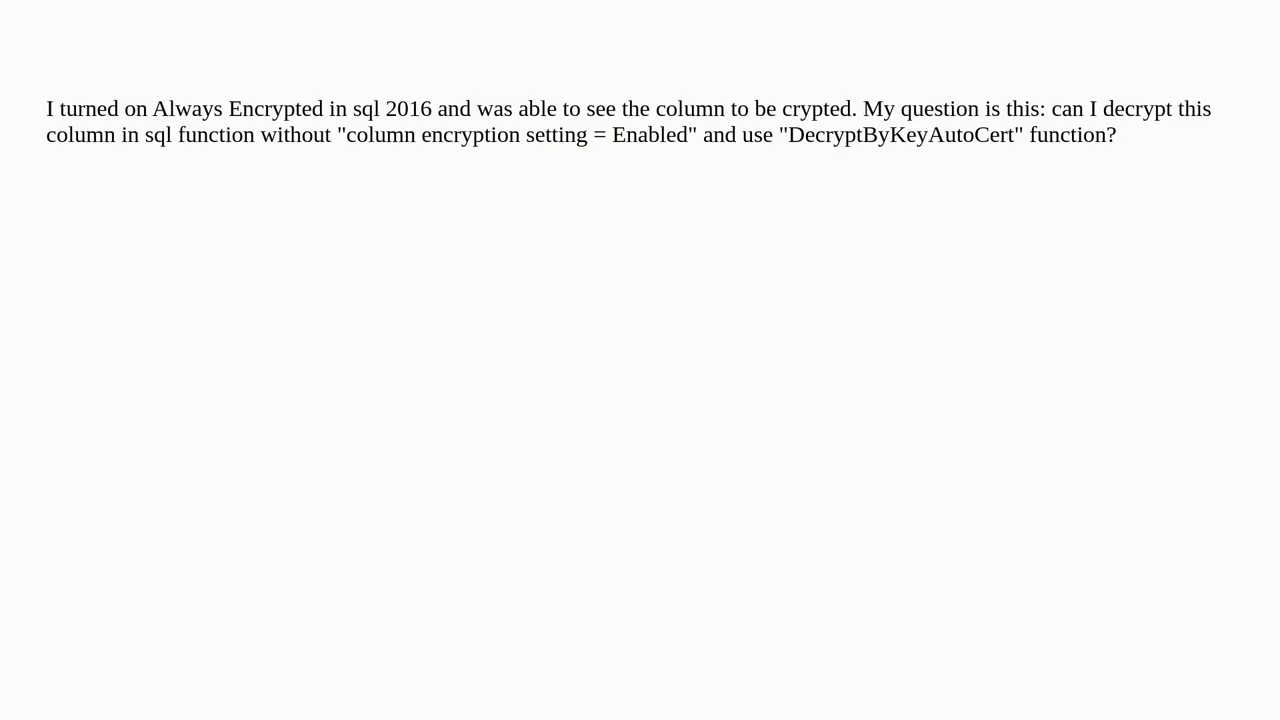 I turned on Always Encrypted in sql 2016 and was able to see the column to be crypted. My question is this: can I decrypt this
column in sql function without "column encryption setting = Enabled" and use "DecryptByKeyAutoCert" function?